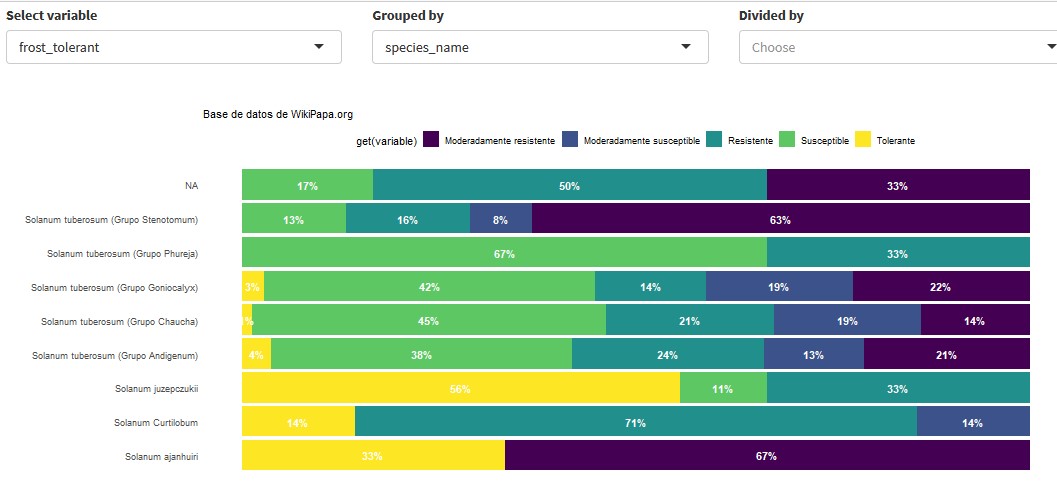 Select variable Grouped by Divided by
frost_tolerant species_name Choose
Base de datos de WikiPapa.org
get(variable) Moderadamente resistente Moderadamente susceptible Resistente Susceptible Tolerante
NA 17% 50% 33%
Solanum tuberosum (Grupo Stenotomum) 13% 16% 8% 63%
Solanum tuberosum (Grupo Phureja) 67% 33%
Solanum tuberosum (Grupo Goniocalyx) 3% 42% 14% 19% 22%
Solanum tuberosum (Grupo Chaucha) 1% 45% 21% 19% 14%
Solanum tuberosum (Grupo Andigenum) 4% 38% 24% 13% 21%
Solanum juzepczukii 56% 11% 33%
Solanum Curtilobum 14% 71% 14%
Solanum ajanhuiri 33% 67%